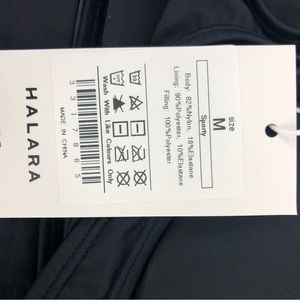 HALARA
MADE IN CHINA
3317885
Wash With Like Colours Only
Size
M
Sporty
Body: 82%Nylon, 18%Elastane
Lining: 90%Polyester, 10%Elastane
Filling: 100%Polyester